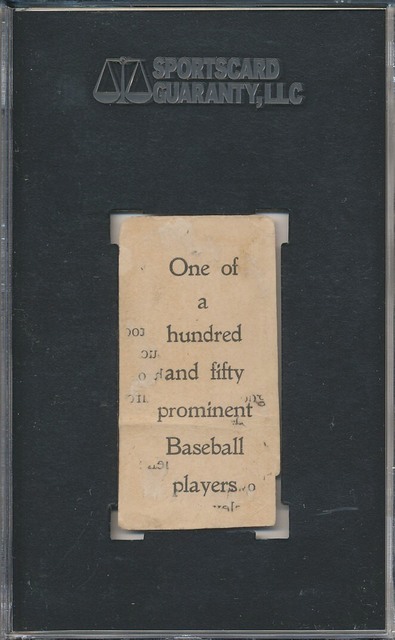 SPORTSCARD
GUARANTY, LLC
One of
a
hundred
and fifty
prominent
Baseball
players